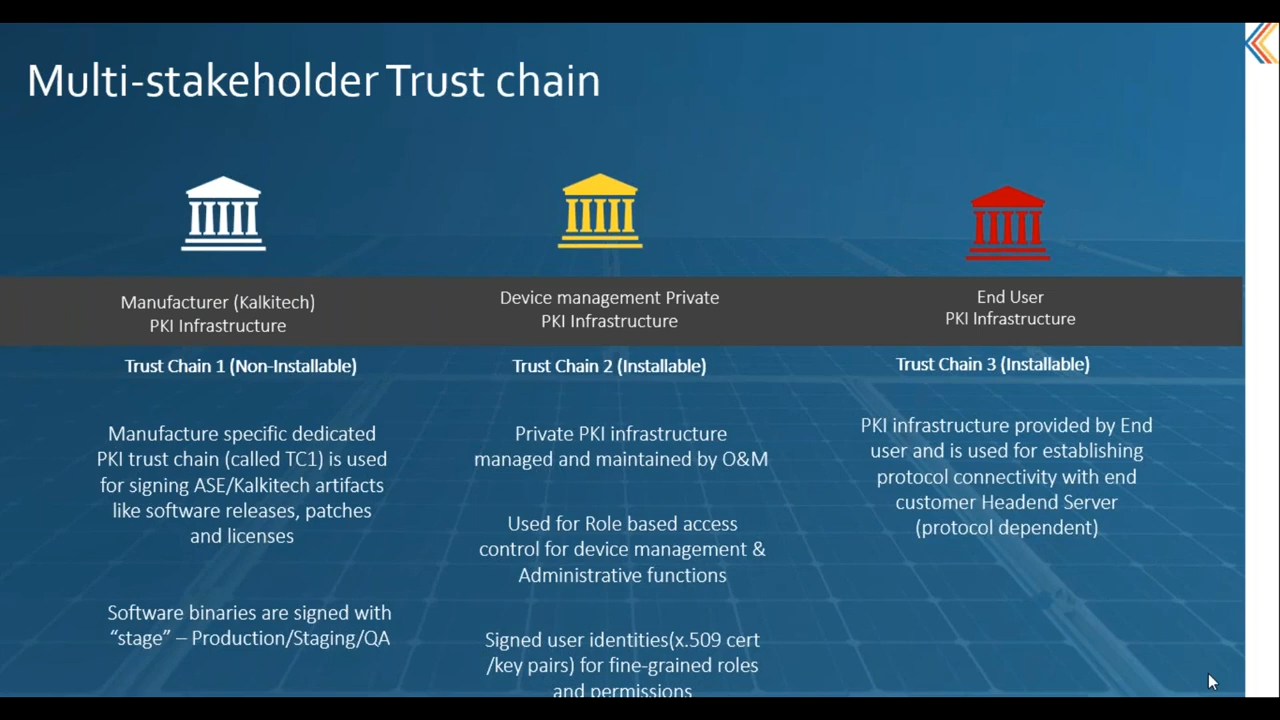 Multi-stakeholder Trust chain
Manufacturer (Kalkitech)
PKI Infrastructure
Trust Chain 1 (Non-Installable)
Manufacture specific dedicated
PKI trust chain (called TC1) is used
for signing ASE/Kalkitech artifacts
like software releases, patches
and licenses
Software binaries are signed with
“stage” – Production/Staging/QA
Device management Private
PKI Infrastructure
Trust Chain 2 (Installable)
Private PKI infrastructure
managed and maintained by O&M
Used for Role based access
control for device management &
Administrative functions
Signed user identities(x.509 cert
/key pairs) for fine-grained roles
and permissions
End User
PKI Infrastructure
Trust Chain 3 (Installable)
PKI infrastructure provided by End
user and is used for establishing
protocol connectivity with end
customer Headend Server
(protocol dependent)